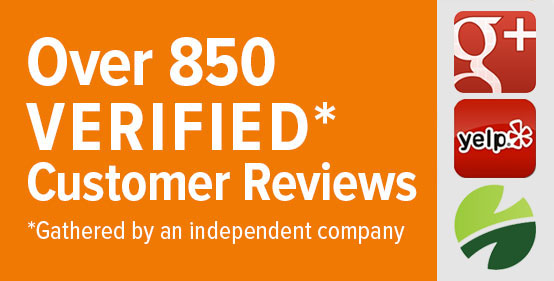 Over 850
VERIFIED*
Customer Reviews
*Gathered by an independent company
g+
yelp